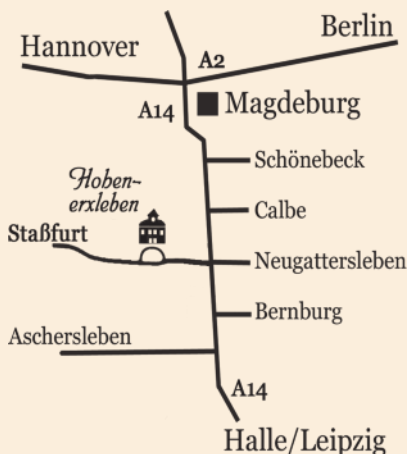 Berlin
Hannover
A2
A14
Magdeburg
Schönebeck
Hohen-
erxleben
Calbe
Staßfurt
Neugattersleben
Bernburg
Aschersleben
A14
Halle/Leipzig